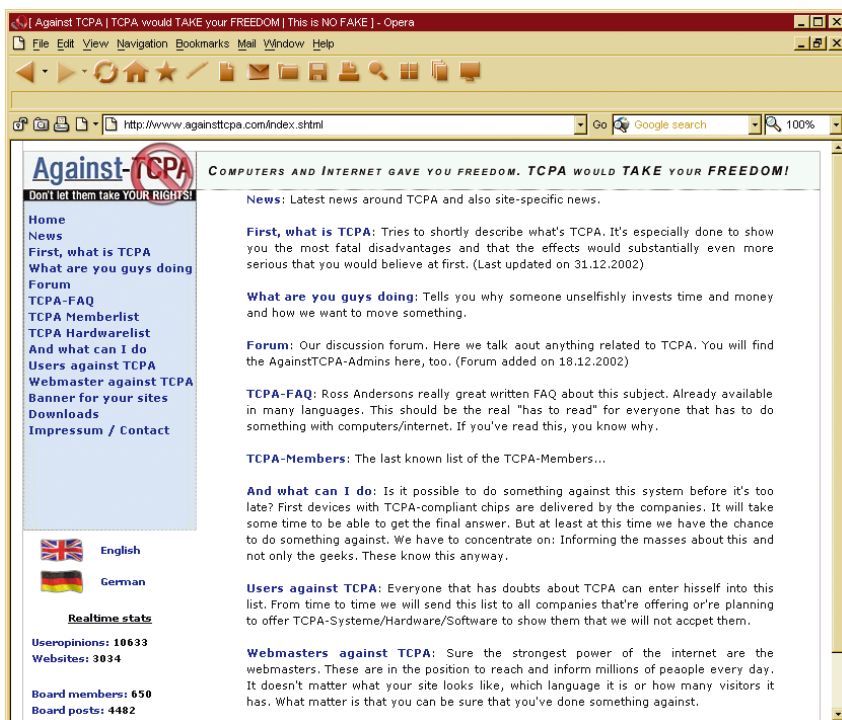 [ Against TCPA | TCPA would TAKE your FREEDOM | This is NO FAKE ] - Opera
File Edit View Navigation Bookmarks Mail Window Help
http://www.againsttcpa.com/index.shtml Go Google search 100%
Against-TCPA
Don't let them take YOUR RIGHTS!
COMPUTERS AND INTERNET GAVE YOU FREEDOM. TCPA WOULD TAKE YOUR FREEDOM!
Home
News
First, what is TCPA
What are you guys doing
Forum
TCPA-FAQ
TCPA Memberlist
TCPA Hardwarelist
And what can I do
Users against TCPA
Webmaster against TCPA
Banner for your sites
Downloads
Impressum / Contact
English
German
Realtime stats
Useropinions: 10633
Websites: 3034
Board members: 650
Board posts: 4482
News: Latest news around TCPA and also site-specific news.
First, what is TCPA: Tries to shortly describe what's TCPA. It's especially done to show
you the most fatal disadvantages and that the effects would substantially even more
serious that you would believe at first. (Last updated on 31.12.2002)
What are you guys doing: Tells you why someone unselfishly invests time and money
and how we want to move something.
Forum: Our discussion forum. Here we talk aout anything related to TCPA. You will find
the AgainstTCPA-Admins here, too. (Forum added on 18.12.2002)
TCPA-FAQ: Ross Andersons really great written FAQ about this subject. Already available
in many languages. This should be the real "has to read" for everyone that has to do
something with computers/internet. If you've read this, you know why.
TCPA-Members: The last known list of the TCPA-Members...
And what can I do: Is it possible to do something against this system before it's too
late? First devices with TCPA-compliant chips are delivered by the companies. It will take
some time to be able to get the final answer. But at least at this time we have the chance
to do something against. We have to concentrate on: Informing the masses about this and
not only the geeks. These know this anyway.
Users against TCPA: Everyone that has doubts about TCPA can enter hisself into this
list. From time to time we will send this list to all companies that're offering or're planning
to offer TCPA-Systeme/Hardware/Software to show them that we will not accpet them.
Webmasters against TCPA: Sure the strongest power of the internet are the
webmasters. These are in the position to reach and inform millions of peaople every day.
It doesn't matter what your site looks like, which language it is or how many visitors it
has. What matter is that you can be sure that you've done something against.